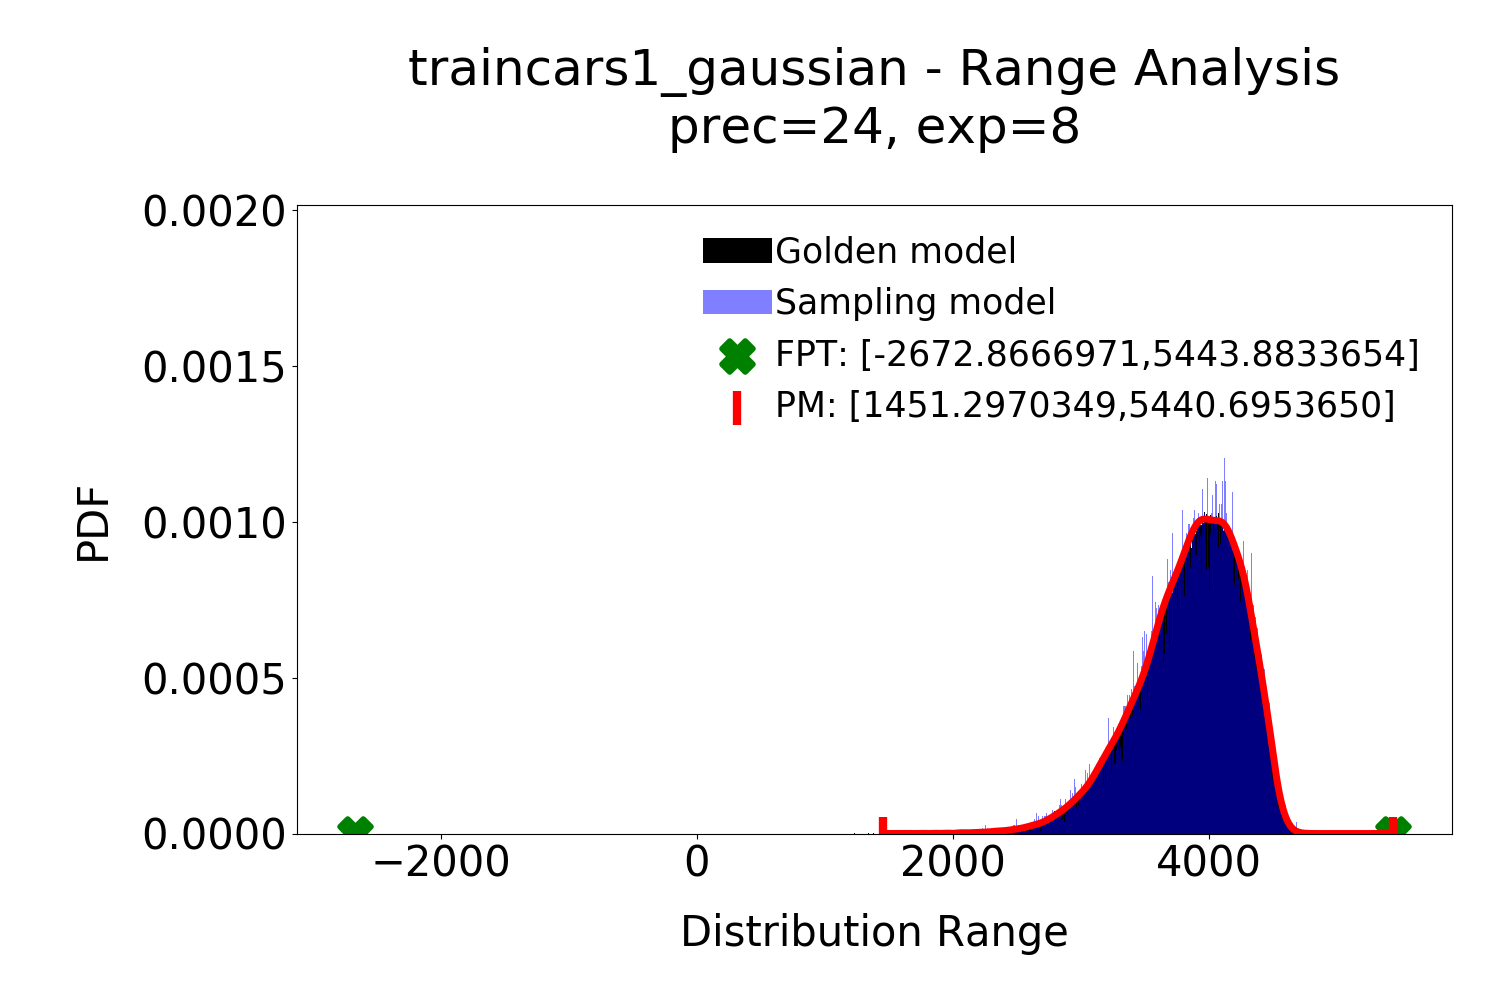 traincars1_gaussian - Range Analysis
prec=24, exp=8
0.0020
0.0015
0.0010
0.0005
0.0000
PDF
Golden model
Sampling model
FPT: [-2672.8666971,5443.8833654]
PM: [1451.2970349,5440.6953650]
−2000
0
2000
4000
Distribution Range